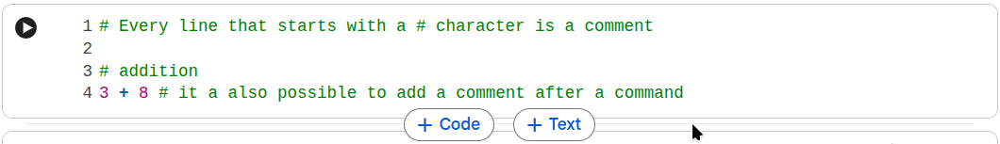 1 # Every line that starts with a # character is a comment
2
3 # addition
4 3 + 8 # it a also possible to add a comment after a command
+ Code + Text